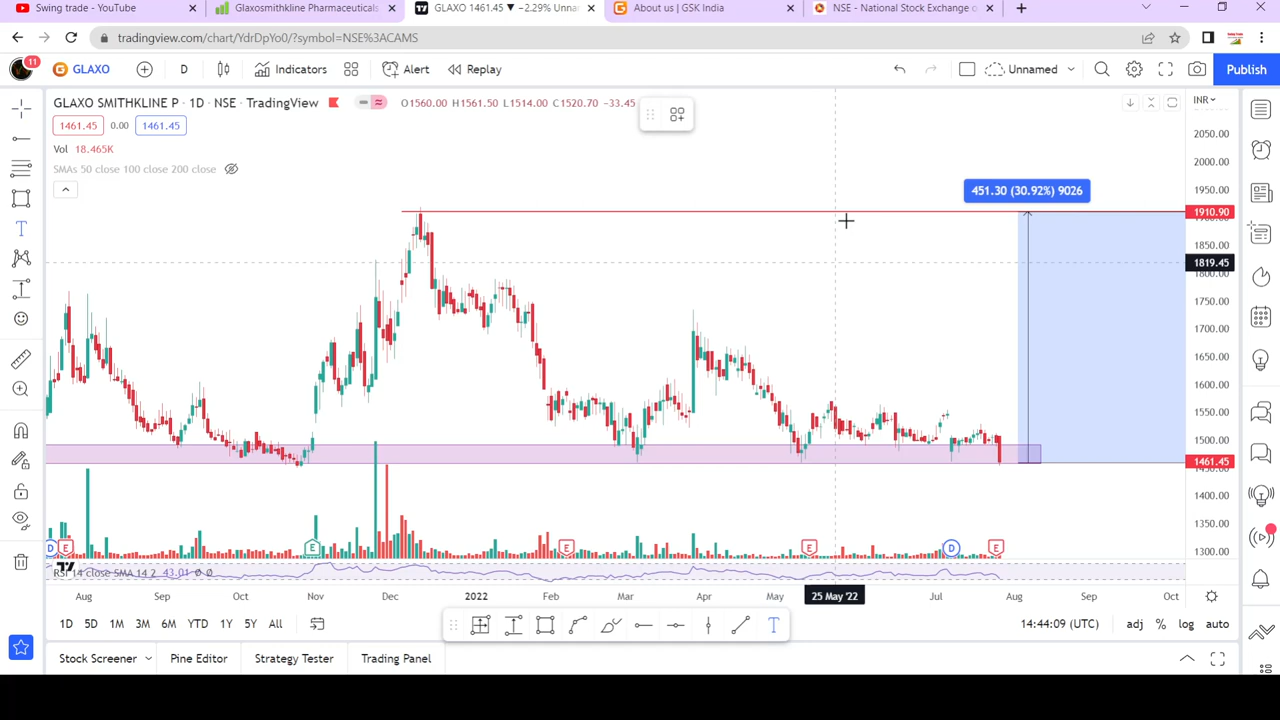 Swing trade - YouTube
Glaxosmithkline Pharmaceuticals
GLAXO 1461.45 ▼ −2.29% Unna
About us | GSK India
NSE - National Stock Exchange o
tradingview.com/chart/YdrDpYo0/?symbol=NSE%3ACAMS
11
GLAXO
D
Indicators
Alert
Replay
Unnamed
Publish
GLAXO SMITHKLINE P · 1D · NSE · TradingView
O1560.00 H1561.50 L1514.00 C1520.70 −33.45
INR
1461.45
0.00
1461.45
Vol 18.465K
SMAs 50 close 100 close 200 close
451.30 (30.92%) 9026
2050.00
2000.00
1950.00
1910.90
1850.00
1819.45
1800.00
1750.00
1700.00
1650.00
1600.00
1550.00
1500.00
1461.45
1400.00
1350.00
1300.00
D
E
E
E
E
D
E
RSI 14 close SMA 14 2 43.01 ∅ ∅
Aug
Sep
Oct
Nov
Dec
2022
Feb
Mar
Apr
May
25 May '22
Jul
Aug
Sep
Oct
1D 5D 1M 3M 6M YTD 1Y 5Y All
14:44:09 (UTC)
adj % log auto
Stock Screener
Pine Editor
Strategy Tester
Trading Panel